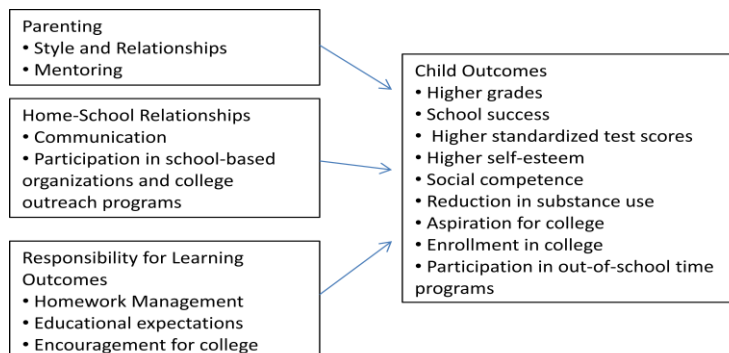 Parenting
• Style and Relationships
• Mentoring
Home-School Relationships
• Communication
• Participation in school-based
organizations and college
outreach programs
Responsibility for Learning
Outcomes
• Homework Management
• Educational expectations
• Encouragement for college
Child Outcomes
• Higher grades
• School success
• Higher standardized test scores
• Higher self-esteem
• Social competence
• Reduction in substance use
• Aspiration for college
• Enrollment in college
• Participation in out-of-school time
programs